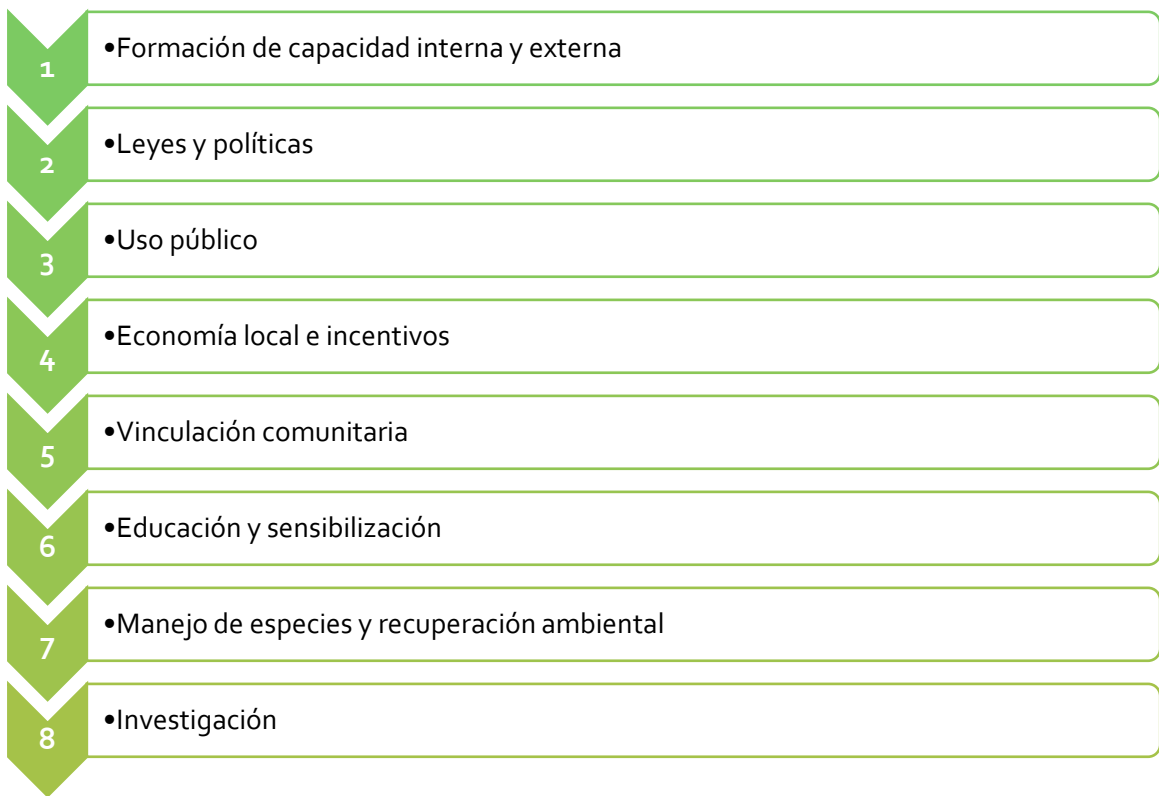 1 •Formación de capacidad interna y externa
2 •Leyes y políticas
3 •Uso público
4 •Economía local e incentivos
5 •Vinculación comunitaria
6 •Educación y sensibilización
7 •Manejo de especies y recuperación ambiental
8 •Investigación